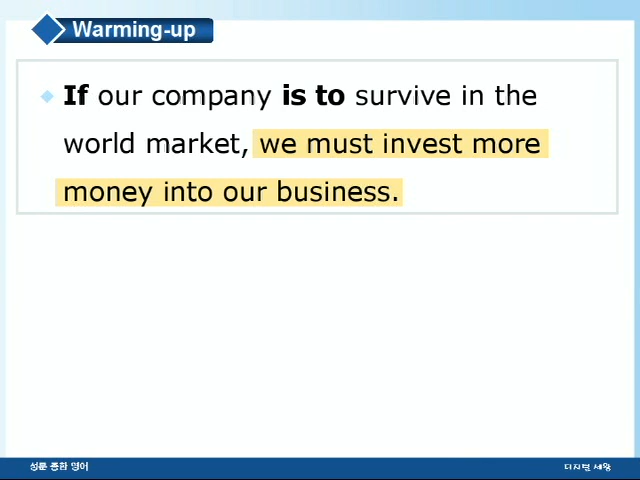 Warming-up
If our company is to survive in the
world market, we must invest more
money into our business.
성문 종합 영어
디지털 세왕